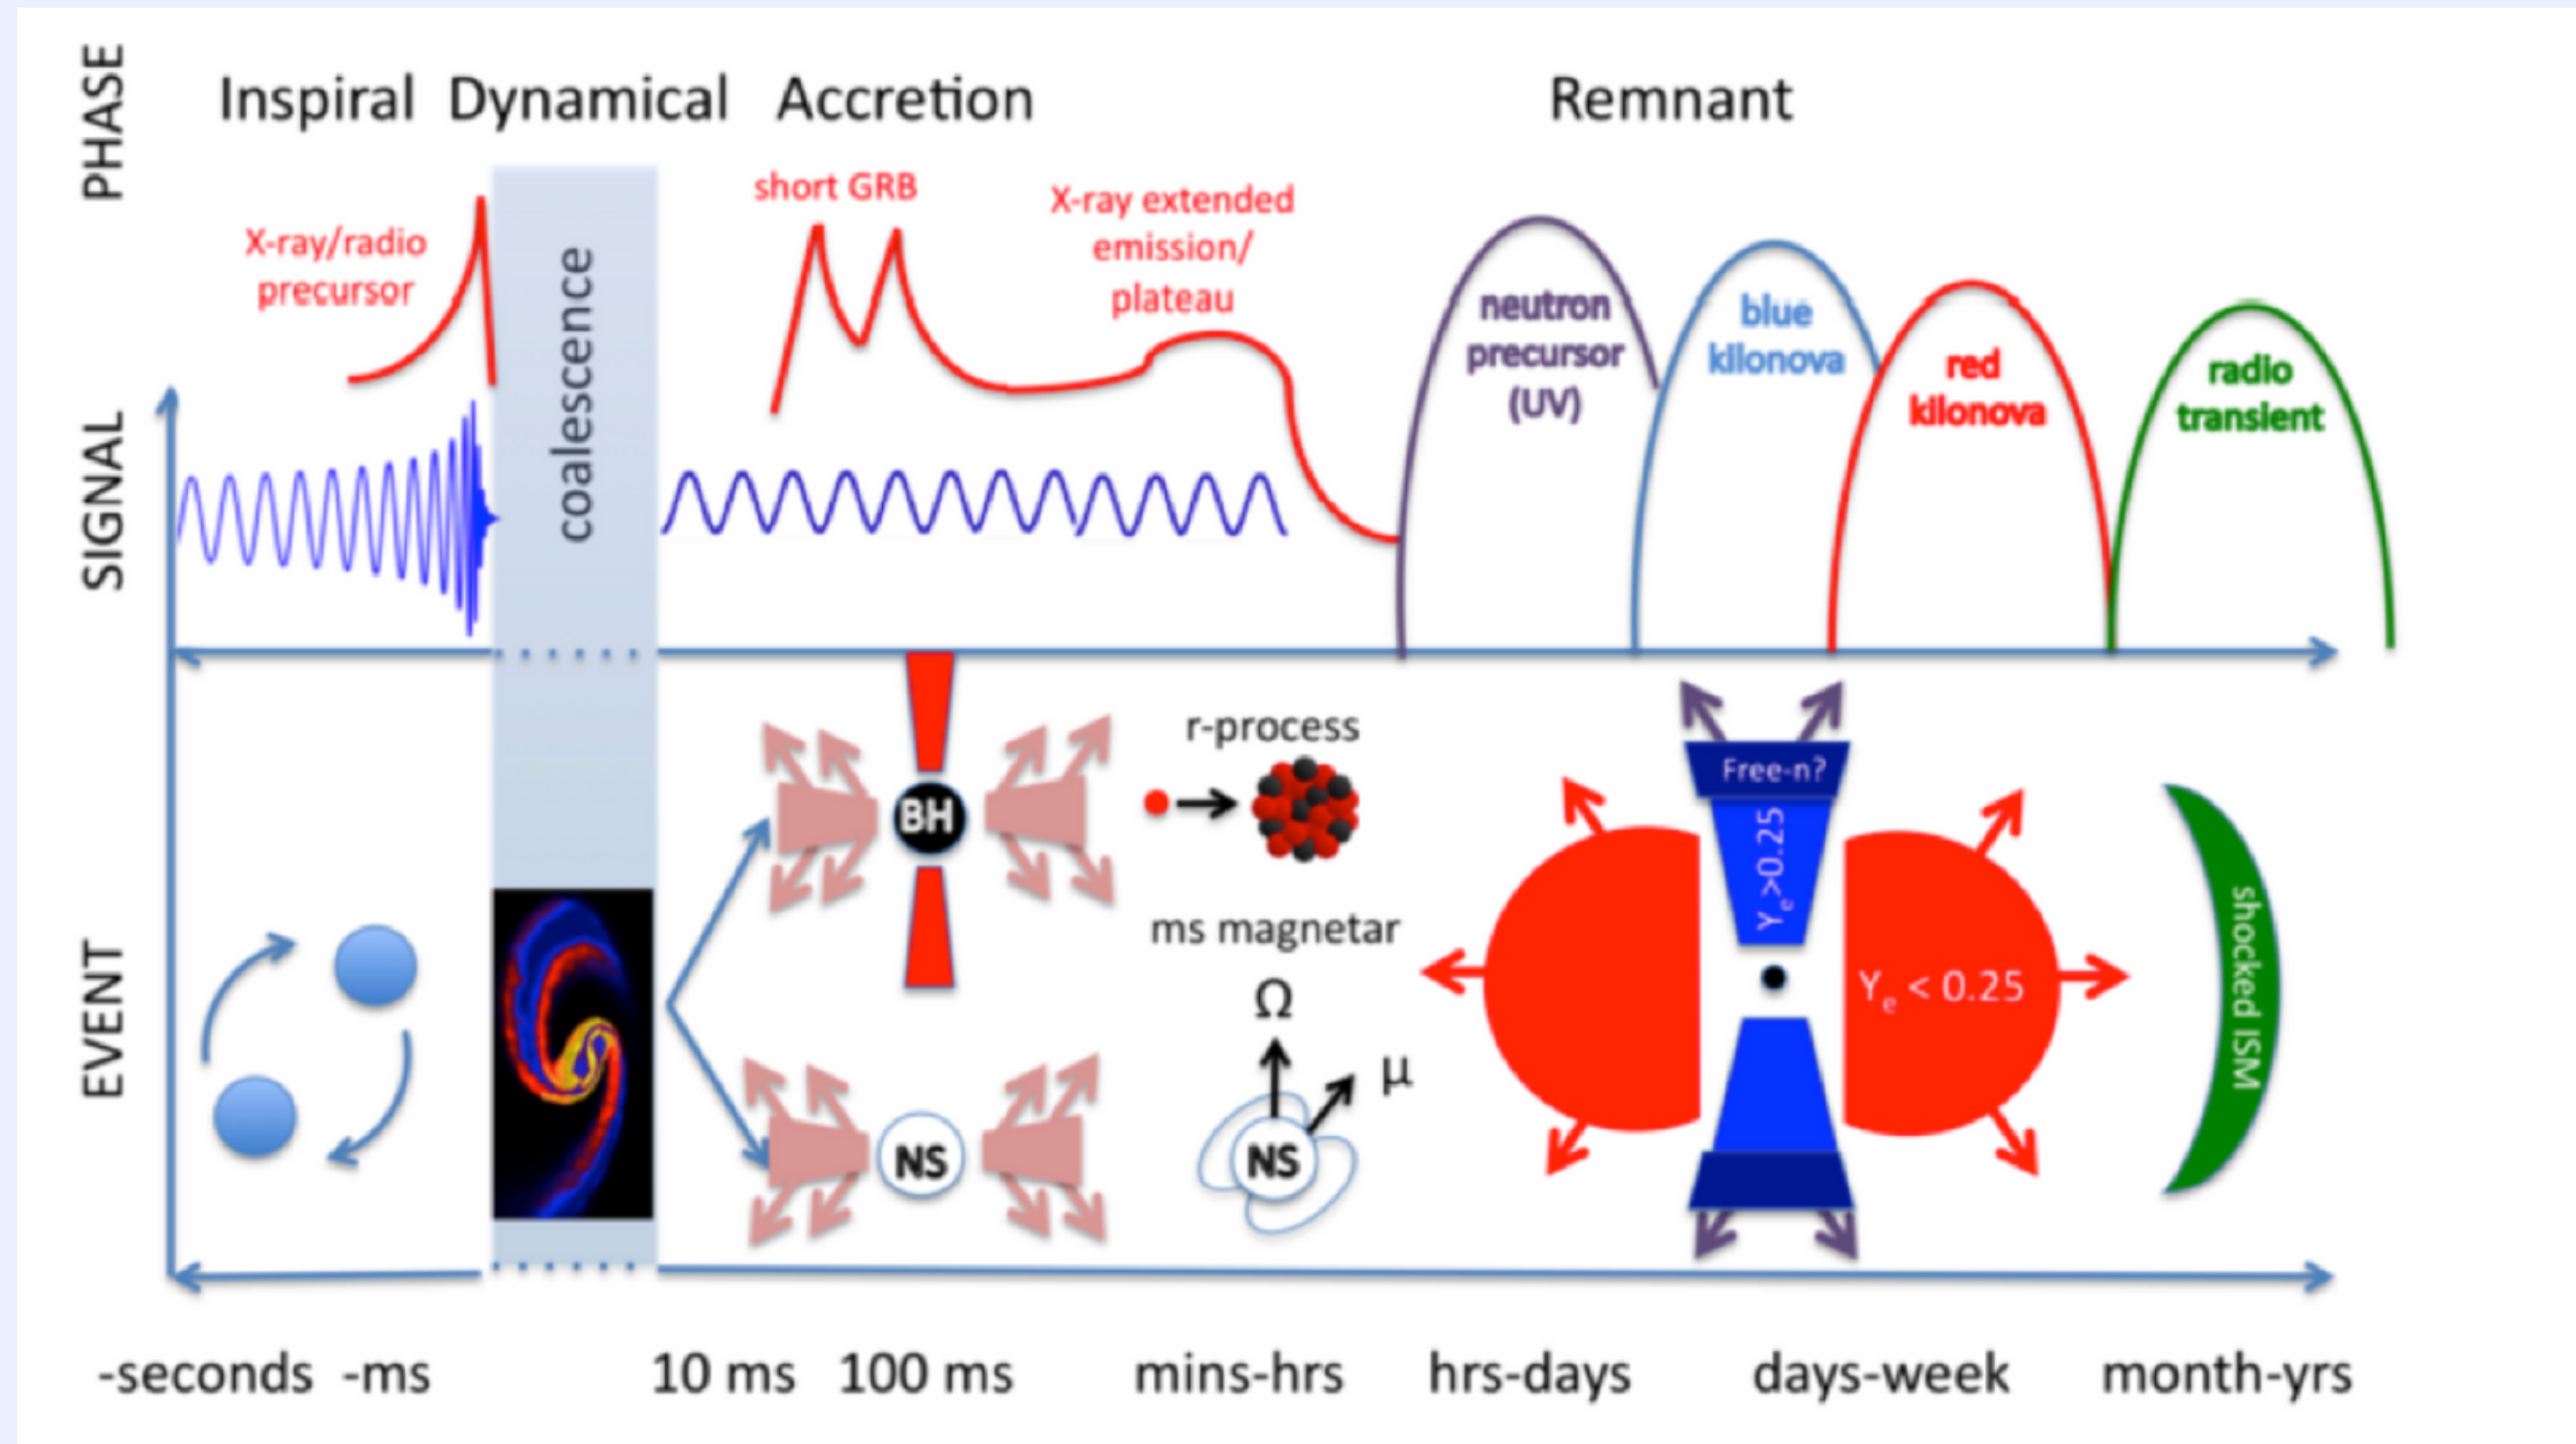 PHASE
Inspiral Dynamical Accretion Remnant
SIGNAL
X-ray/radio
precursor
coalescence
short GRB
X-ray extended
emission/
plateau
neutron
precursor
(UV)
blue
kilonova
red
kilonova
radio
transient
EVENT
BH
NS
r-process
ms magnetar
Ω
μ
NS
Free-n?
Ye>0.25
Ye < 0.25
shocked ISM
-seconds -ms 10 ms 100 ms mins-hrs hrs-days days-week month-yrs